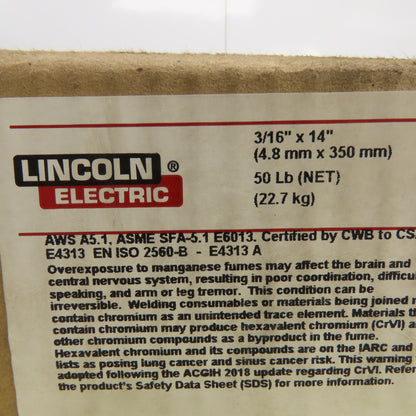 3/16" x 14"
(4.8 mm x 350 mm)
LINCOLN ®
ELECTRIC
50 Lb (NET)
(22.7 kg)
AWS A5.1, ASME SFA-5.1 E6013. Certified by CWB to
E4313 EN ISO 2560-B - E4313 A
Overexposure to manganese fumes may affect the brain and
central nervous system, resulting in poor coordination,
speaking, and arm or leg tremor. This condition can be
irreversible. Welding consumables or materials being joined
contain chromium as an unintended trace element. Materials
contain chromium may produce hexavalent chromium (CrVI)
other chromium compounds as a byproduct in the fume.
Hexavalent chromium and its compounds are on the IARC and
lists as posing lung cancer and sinus cancer risk. This warning
adopted following the ACGIH 2018 update regarding CrVI. Refer
the product's Safety Data Sheet (SDS) for more information.